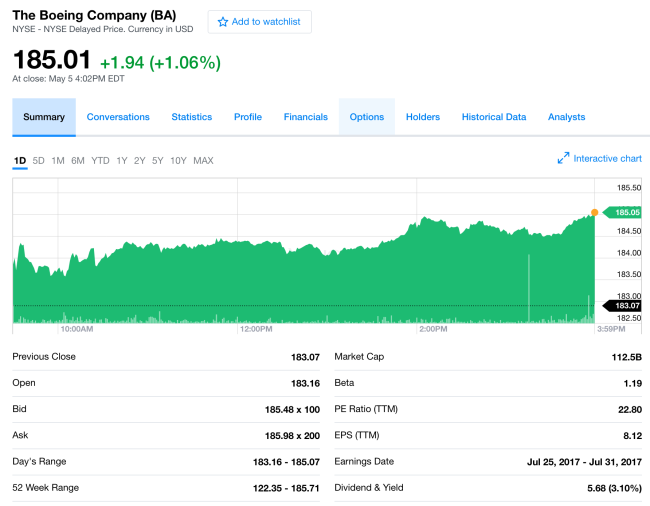 The Boeing Company (BA)
Add to watchlist
NYSE - NYSE Delayed Price. Currency in USD
185.01 +1.94 (+1.06%)
At close: May 5 4:02PM EDT
Summary Conversations Statistics Profile Financials Options Holders Historical Data Analysts
1D 5D 1M 6M YTD 1Y 2Y 5Y 10Y MAX
Interactive chart
185.50
185.05
184.50
184.00
183.50
183.00
183.07
182.50
10:00AM 12:00PM 2:00PM 3:59PM
Previous Close 183.07 Market Cap 112.5B
Open 183.16 Beta 1.19
Bid 185.48 x 100 PE Ratio (TTM) 22.80
Ask 185.98 x 200 EPS (TTM) 8.12
Day's Range 183.16 - 185.07 Earnings Date Jul 25, 2017 - Jul 31, 2017
52 Week Range 122.35 - 185.71 Dividend & Yield 5.68 (3.10%)